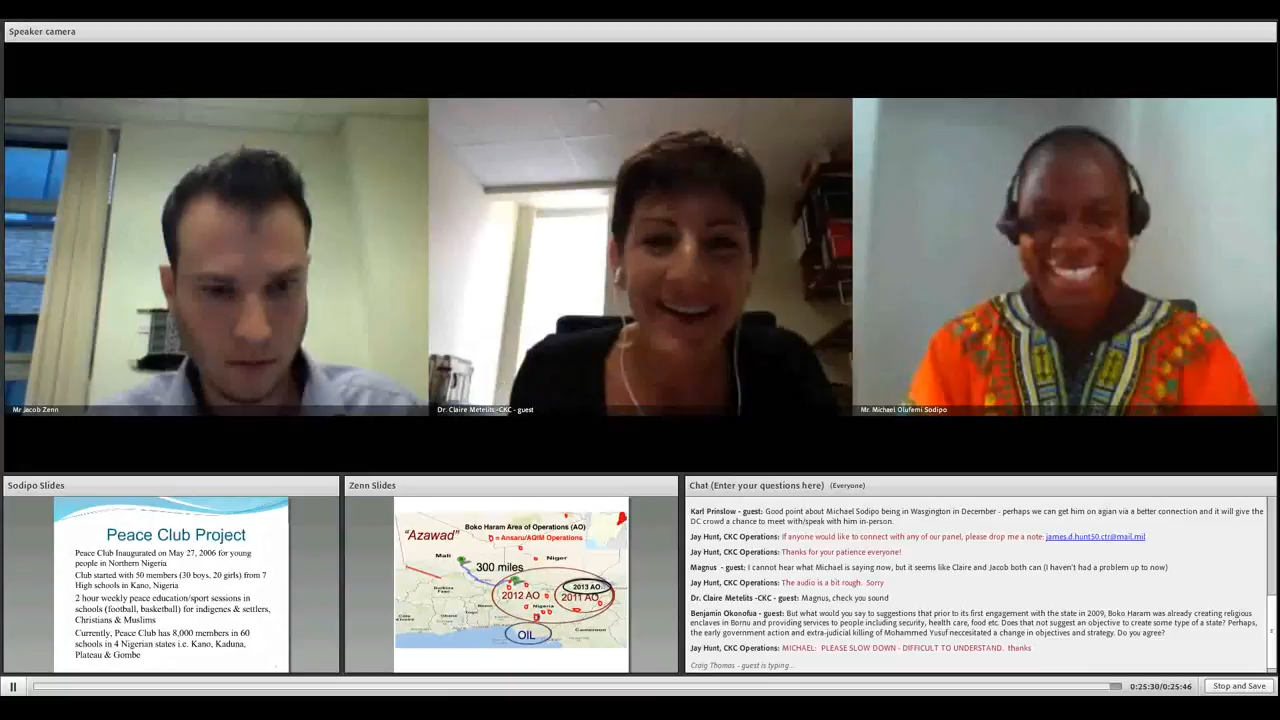 Speaker camera
Mr Jacob Zenn
Dr. Claire Metelits -CKC - guest
Mr. Michael Olufemi Sodipo
Sodipo Slides
Peace Club Project
Peace Club Inaugurated on May 27, 2006 for young
people in Northern Nigeria
Club started with 50 members (30 boys, 20 girls) from 7
High schools in Kano, Nigeria
2 hour weekly peace education/sport sessions in
schools (football, basketball) for indigenes & settlers,
Christians & Muslims
Currently, Peace Club has 8,000 members in 60
schools in 4 Nigerian states i.e. Kano, Kaduna,
Plateau & Gombe
Zenn Slides
Boko Haram Area of Operations (AO)
= Ansaru/AQIM Operations
"Azawad"
Mali
Niger
300 miles
2013 AO
2012 AO
2011 AO
Nigeria
OIL
Cameroon
Chat (Enter your questions here) (Everyone)
Karl Prinslow - guest: Good point about Michael Sodipo being in Wasington in December - perhaps we can get him on agian via a better connection and it will give the
DC crowd a chance to meet with/speak with him in-person.
Jay Hunt, CKC Operations: If anyone would like to connect with any of our panel, please drop me a note: james.d.hunt50.ctr@mail.mil
Jay Hunt, CKC Operations: Thanks for your patience everyone!
Magnus - guest: I cannot hear what Michael is saying now, but it seems like Claire and Jacob both can (I haven't had a problem up to now)
Jay Hunt, CKC Operations: The audio is a bit rough. Sorry
Dr. Claire Metelits -CKC - guest: Magnus, check you sound
Benjamin Okonofua - guest: But what would you say to suggestions that prior to its first engagement with the state in 2009, Boko Haram was already creating religious
enclaves in Bornu and providing services to people including security, health care, food etc. Does that not suggest an objective to create some type of a state? Perhaps,
the early government action and extra-judicial killing of Mohammed Yusuf neccesitated a change in objectives and strategy. Do you agree?
Jay Hunt, CKC Operations: MICHAEL: PLEASE SLOW DOWN - DIFFICULT TO UNDERSTAND. thanks
Craig Thomas - guest is typing...
0:25:30/0:25:46
Stop and Save